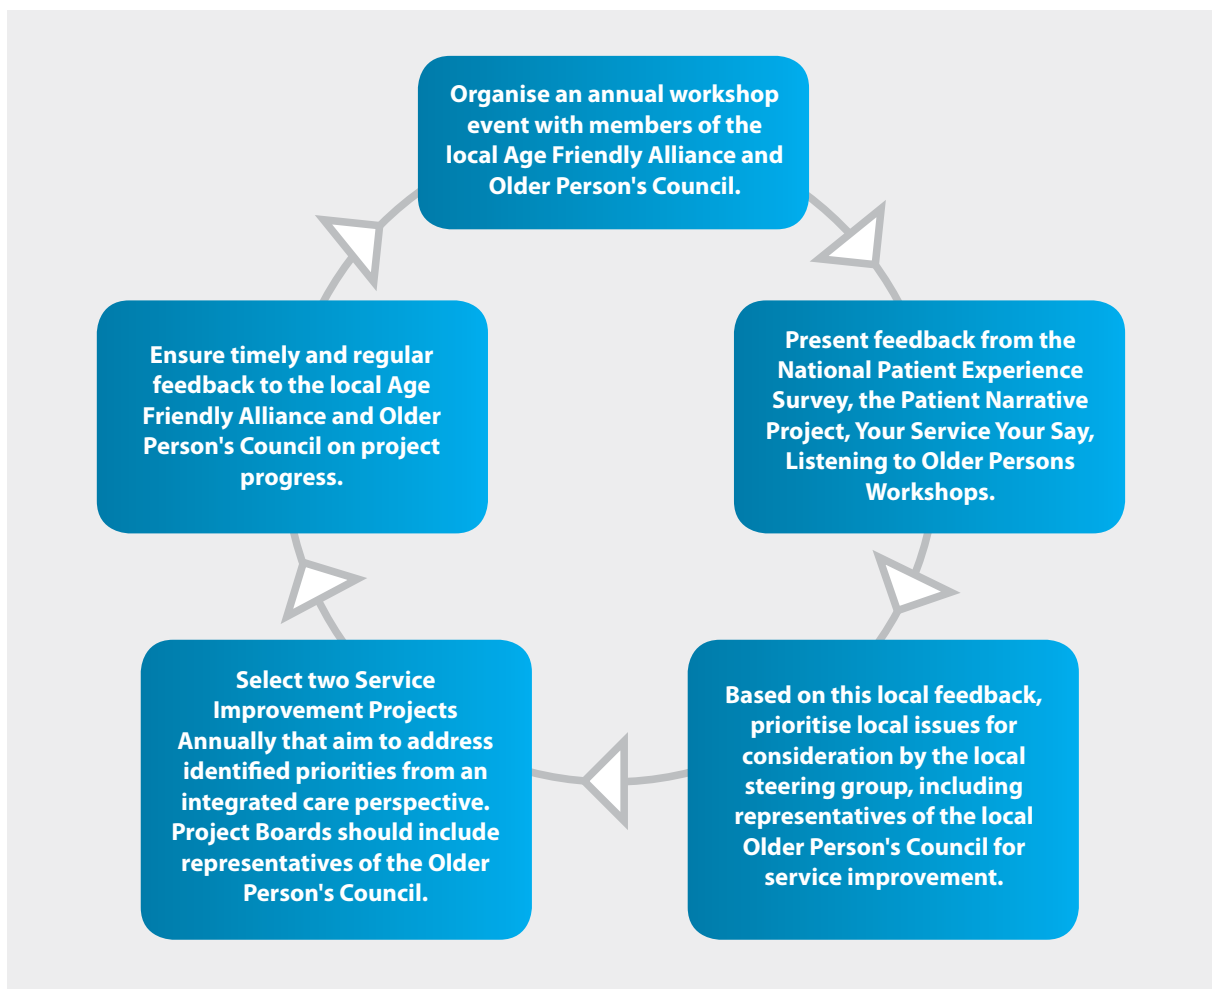 Organise an annual workshop
event with members of the
local Age Friendly Alliance and
Older Person's Council.
Present feedback from the
National Patient Experience
Survey, the Patient Narrative
Project, Your Service Your Say,
Listening to Older Persons
Workshops.
Based on this local feedback,
prioritise local issues for
consideration by the local
steering group, including
representatives of the local
Older Person's Council for
service improvement.
Select two Service
Improvement Projects
Annually that aim to address
identified priorities from an
integrated care perspective.
Project Boards should include
representatives of the Older
Person's Council.
Ensure timely and regular
feedback to the local Age
Friendly Alliance and Older
Person's Council on project
progress.